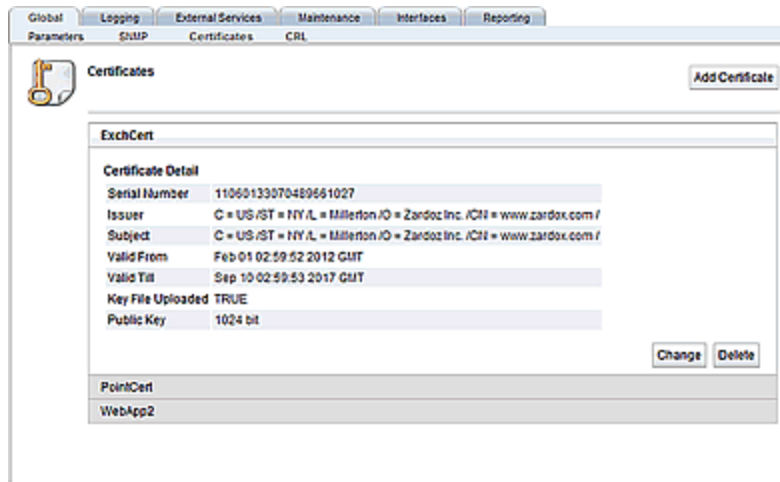 Global Logging External Services Maintenance Interfaces Reporting
Parameters SNMP Certificates CRL
Certificates
Add Certificate
ExchCert
Certificate Detail
Serial Number 11060133070489661027
Issuer C = US /ST = NY /L = Millerton /O = Zardoz Inc. /CN = www.zardox.com /
Subject C = US /ST = NY /L = Millerton /O = Zardoz Inc. /CN = www.zardox.com /
Valid From Feb 01 02:59:52 2012 GMT
Valid Till Sep 10 02:59:53 2017 GMT
Key File Uploaded TRUE
Public Key 1024 bit
Change Delete
PointCert
WebApp2